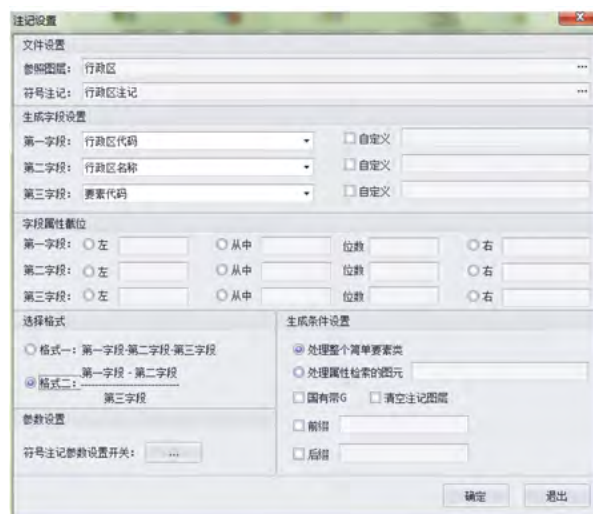 注记设置
文件设置
参照图层: 行政区 ...
符号注记: 行政区注记 ...
生成字段设置
第一字段: 行政区代码 自定义
第二字段: 行政区名称 自定义
第三字段: 要素代码 自定义
字段属性截位
第一字段: 左 从中 位数 右
第二字段: 左 从中 位数 右
第三字段: 左 从中 位数 右
选择格式
格式一: 第一字段-第二字段-第三字段
格式二: 第一字段 - 第二字段
第三字段
参数设置
符号注记参数设置开关: ...
生成条件设置
处理整个简单要素类
处理属性检索的图元
国有带G 清空注记图层
前缀
后缀
确定 退出